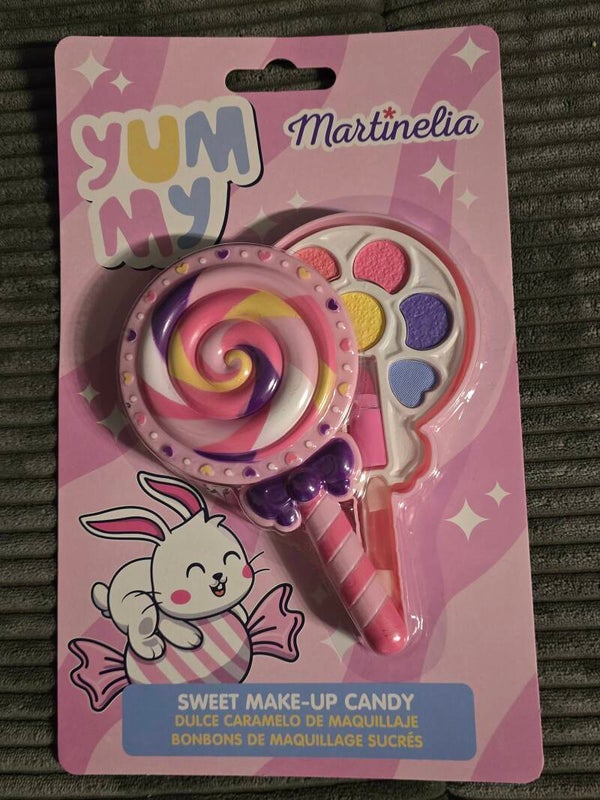 YUM
MY
Martinelia
SWEET MAKE-UP CANDY
DULCE CARAMELO DE MAQUILLAJE
BONBONS DE MAQUILLAGE SUCRÉS